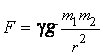 F = γg m₁m₂/r²